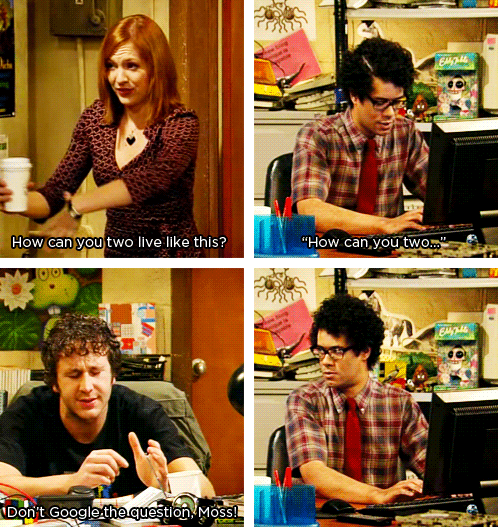 How can you two live like this?
“How can you two...”
Don't Google the question, Moss!